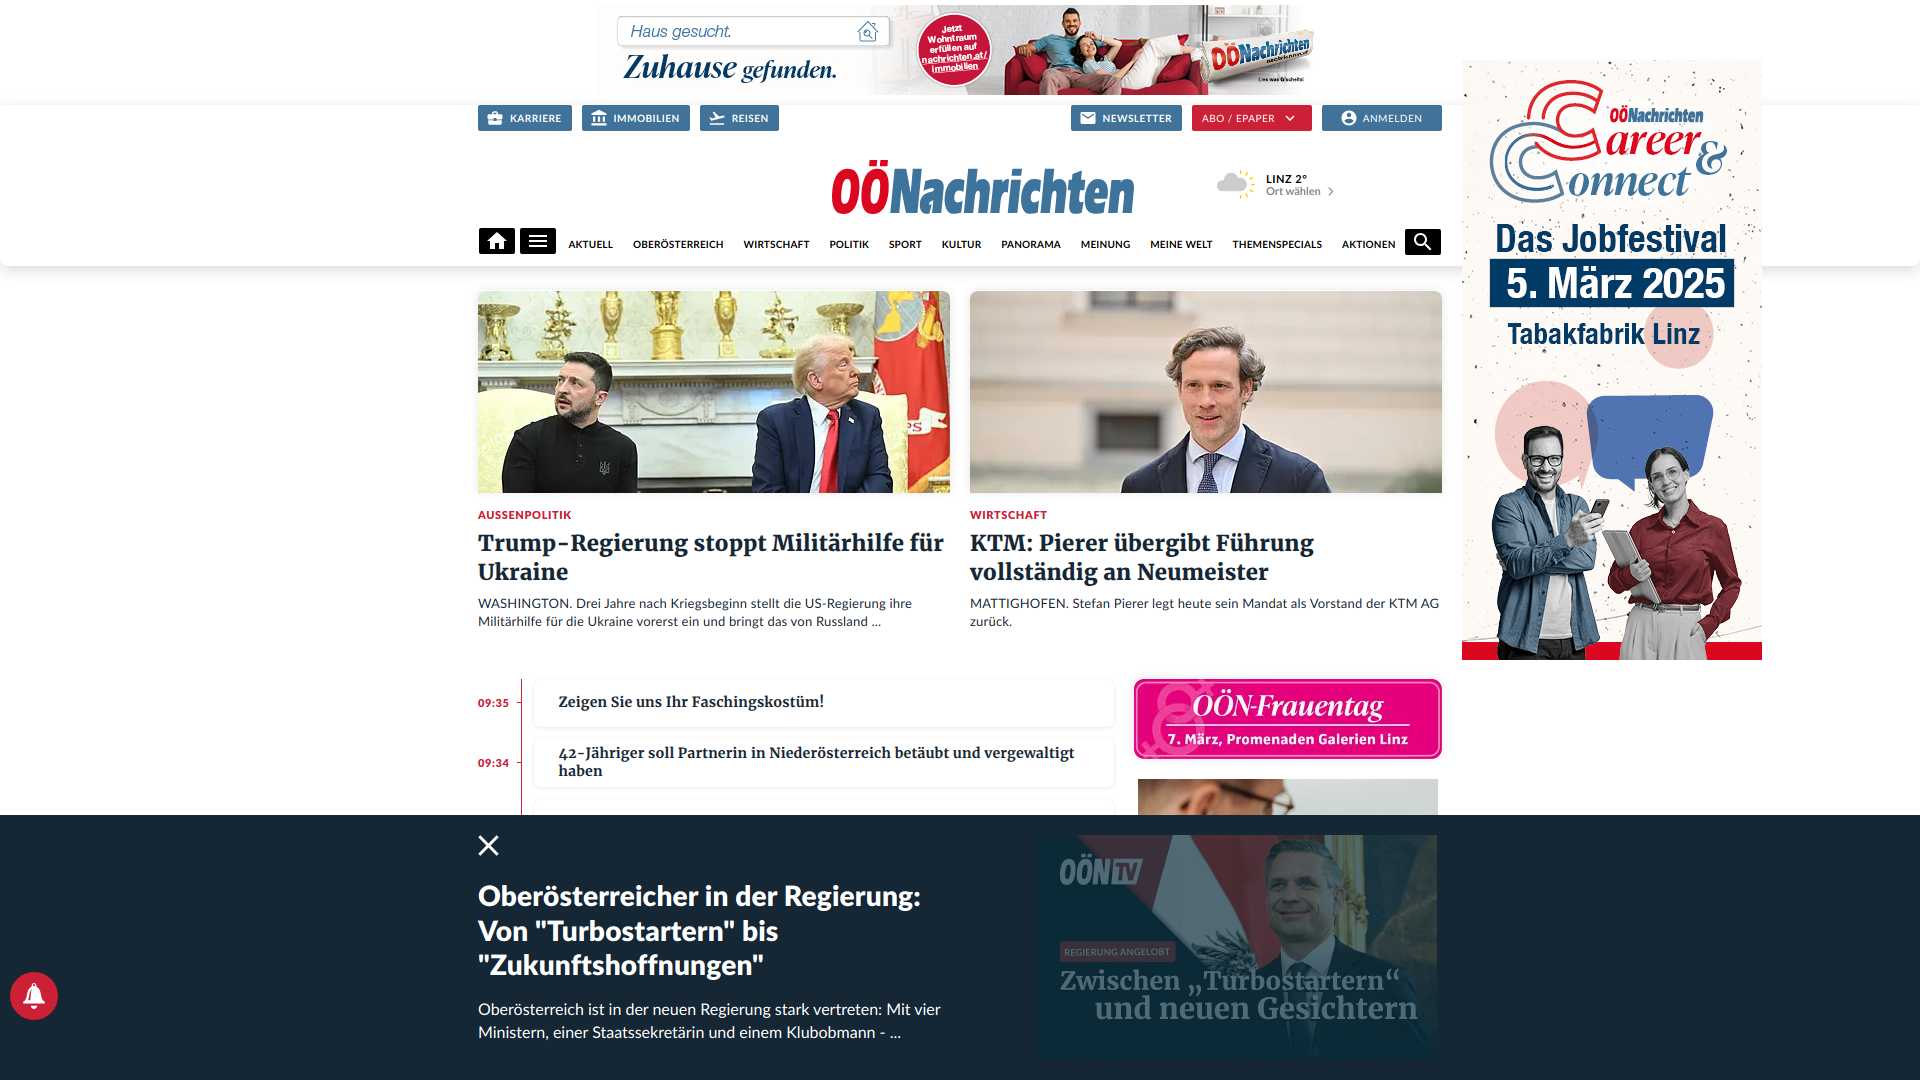 Haus gesucht.
Zuhause gefunden.
Jetzt
Wohntraum
erfüllen auf
nachrichten.at/
immobilien
OÖNachrichten
Lies was G'scheits!
KARRIERE
IMMOBILIEN
REISEN
NEWSLETTER
ABO / EPAPER
ANMELDEN
OÖNachrichten
LINZ 2°
Ort wählen
AKTUELL
OBERÖSTERREICH
WIRTSCHAFT
POLITIK
SPORT
KULTUR
PANORAMA
MEINUNG
MEINE WELT
THEMENSPECIALS
AKTIONEN
OÖNachrichten
Career &
Connect
Das Jobfestival
5. März 2025
Tabakfabrik Linz
AUSSENPOLITIK
Trump-Regierung stoppt Militärhilfe für
Ukraine
WASHINGTON. Drei Jahre nach Kriegsbeginn stellt die US-Regierung ihre
Militärhilfe für die Ukraine vorerst ein und bringt das von Russland ...
WIRTSCHAFT
KTM: Pierer übergibt Führung
vollständig an Neumeister
MATTIGHOFEN. Stefan Pierer legt heute sein Mandat als Vorstand der KTM AG
zurück.
09:35
Zeigen Sie uns Ihr Faschingskostüm!
09:34
42-Jähriger soll Partnerin in Niederösterreich betäubt und vergewaltigt
haben
OÖN-Frauentag
7. März, Promenaden Galerien Linz
Oberösterreicher in der Regierung:
Von "Turbostartern" bis
"Zukunftshoffnungen"
Oberösterreich ist in der neuen Regierung stark vertreten: Mit vier
Ministern, einer Staatssekretärin und einem Klubobmann - ...
OÖN TV
REGIERUNG ANGELOBT
Zwischen „Turbostartern“
und neuen Gesichtern